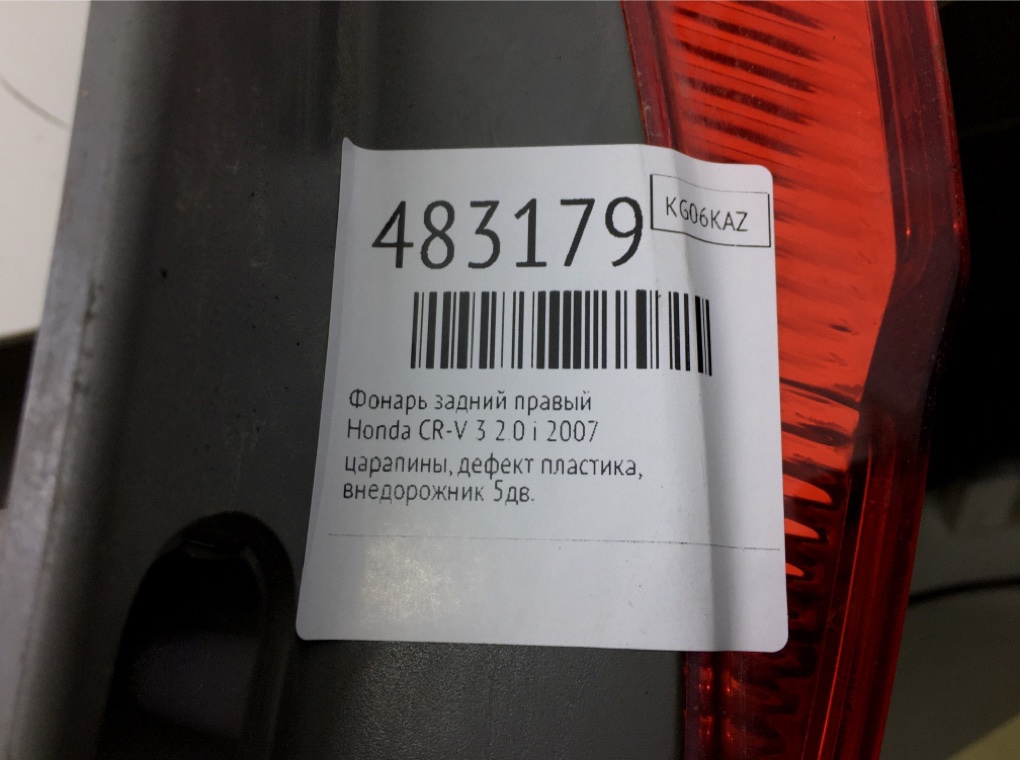 483179
KG06KAZ
Фонарь задний правый
Honda CR-V 3 2.0 i 2007
царапины, дефект пластика,
внедорожник 5дв.